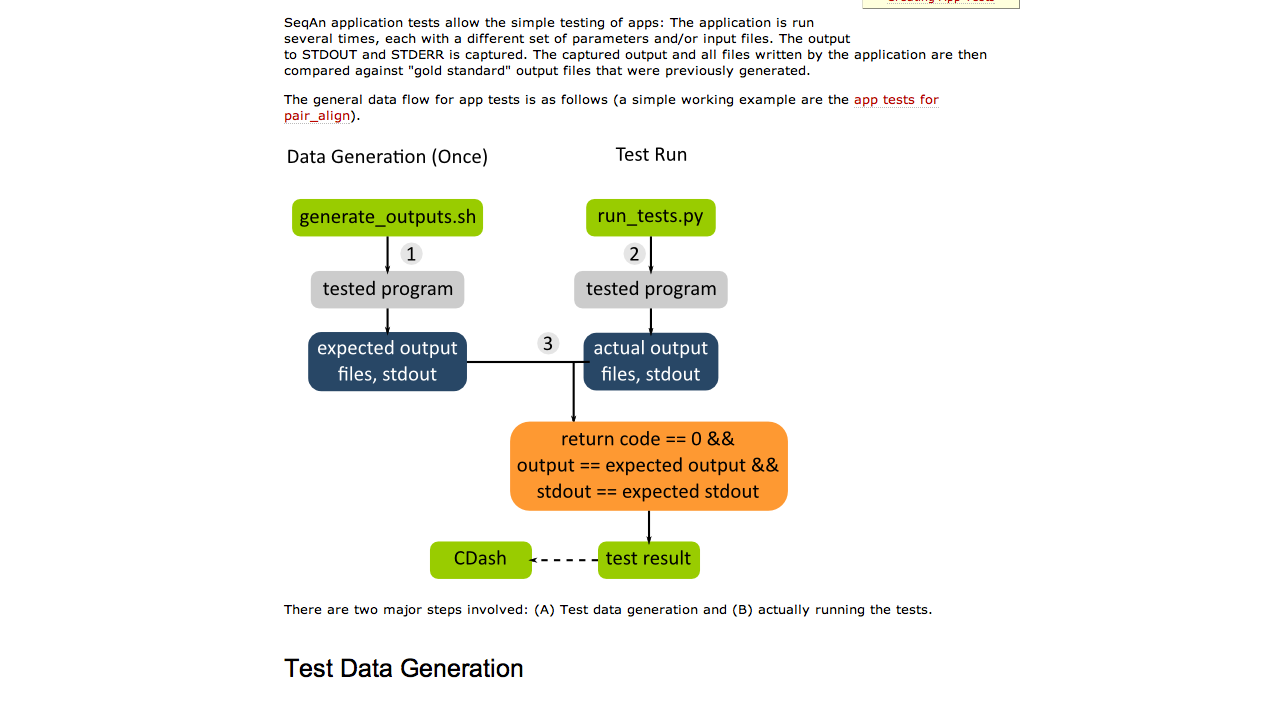 Creating App Tests
SeqAn application tests allow the simple testing of apps: The application is run
several times, each with a different set of parameters and/or input files. The output
to STDOUT and STDERR is captured. The captured output and all files written by the application are then
compared against "gold standard" output files that were previously generated.
The general data flow for app tests is as follows (a simple working example are the app tests for
pair_align).
Data Generation (Once)
Test Run
generate_outputs.sh
run_tests.py
1
2
tested program
tested program
3
expected output
files, stdout
actual output
files, stdout
return code == 0 &&
output == expected output &&
stdout == expected stdout
CDash
test result
There are two major steps involved: (A) Test data generation and (B) actually running the tests.
Test Data Generation